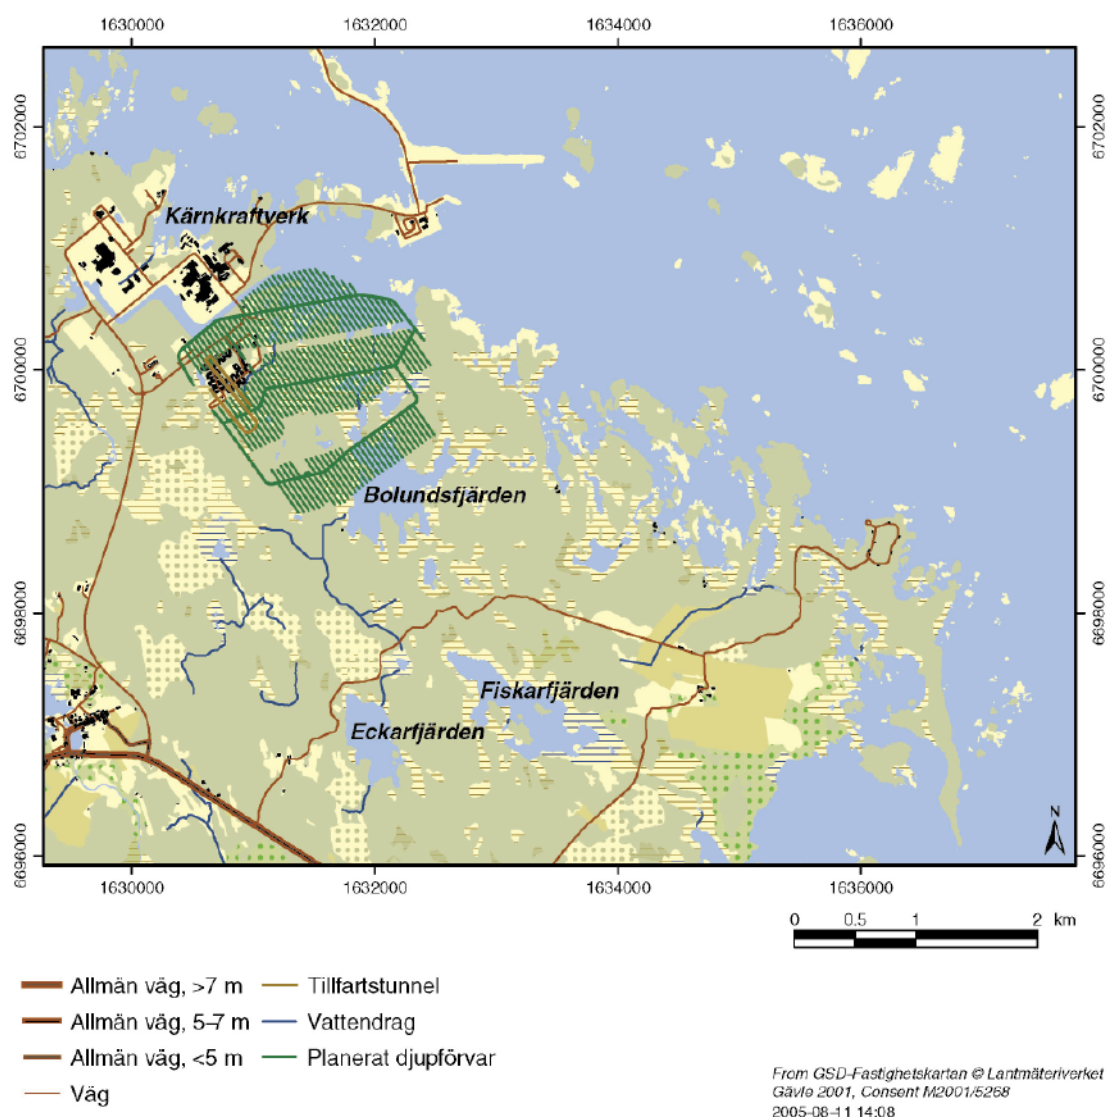 1630000 1632000 1634000 1636000
6702000 6702000
Kärnkraftverk
6700000 6700000
Bolundsfjärden
6698000 6698000
Fiskarfjärden
Eckarfjärden
N
6696000 6696000
1630000 1632000 1634000 1636000
0 0.5 1 2 km
Allmän väg, >7 m
Allmän väg, 5–7 m
Allmän väg, <5 m
Väg
Tillfartstunnel
Vattendrag
Planerat djupförvar
From GSD-Fastighetskartan © Lantmäteriverket
Gävle 2001, Consent M2001/5268
2005-08-11 14:08